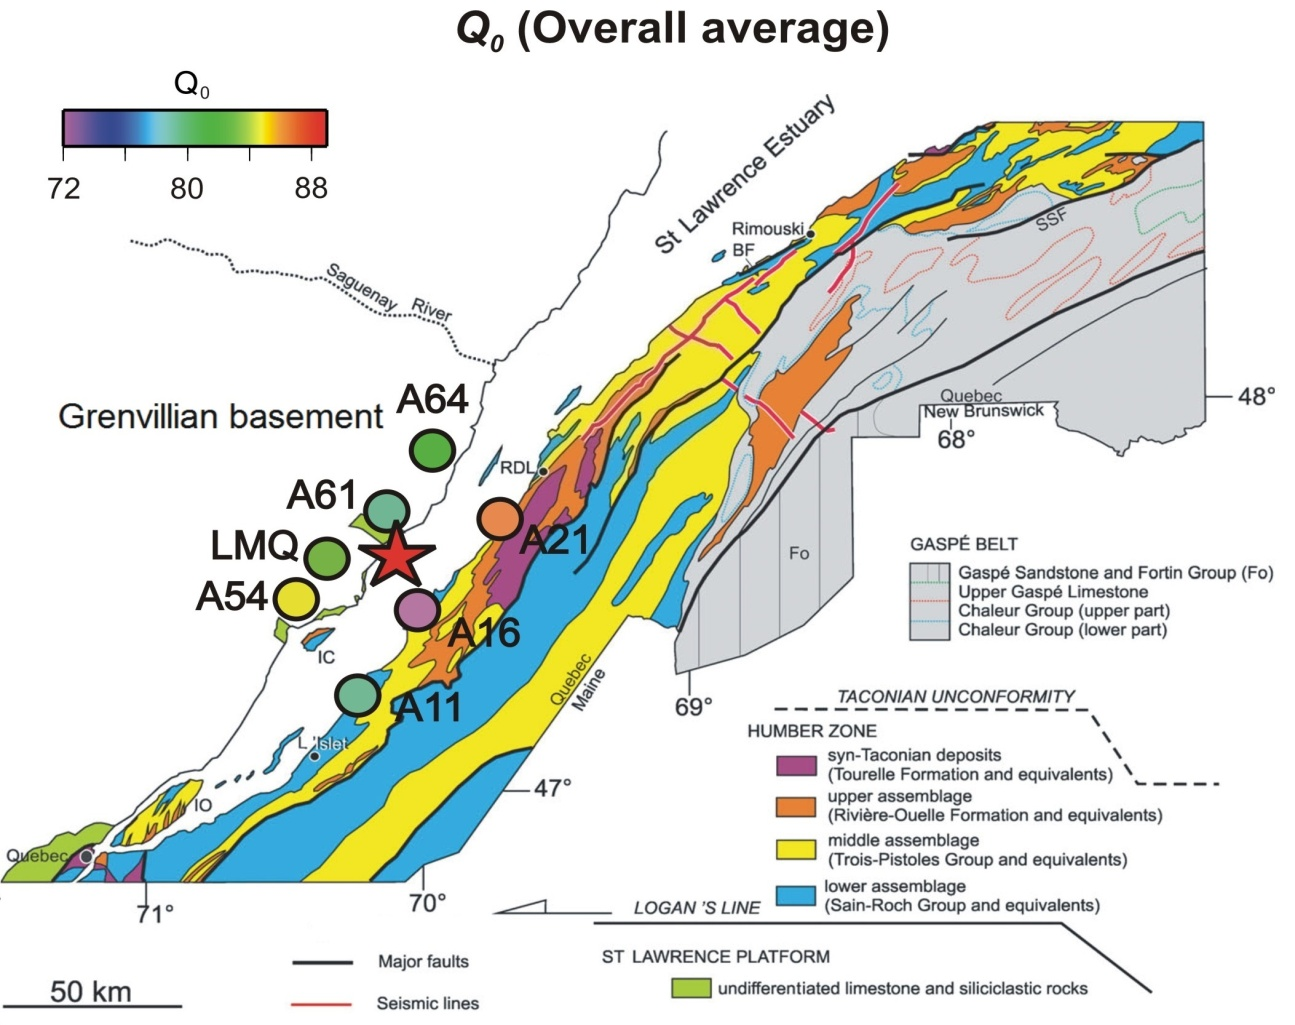 Q₀ (Overall average)
Q₀
72 80 88
St Lawrence Estuary
Rimouski
BF
SSF
Saguenay River
Grenvillian basement
A64
RDL
A61
LMQ
A21
A54
A16
IC
A11
L 'Islet
IO
Quebec
Quebec
Maine
Quebec
New Brunswick
Fo
48°
68°
69°
47°
70°
71°
GASPÉ BELT
Gaspé Sandstone and Fortin Group (Fo)
Upper Gaspé Limestone
Chaleur Group (upper part)
Chaleur Group (lower part)
TACONIAN UNCONFORMITY
HUMBER ZONE
syn-Taconian deposits
(Tourelle Formation and equivalents)
upper assemblage
(Rivière-Ouelle Formation and equivalents)
middle assemblage
(Trois-Pistoles Group and equivalents)
lower assemblage
(Sain-Roch Group and equivalents)
LOGAN 'S LINE
ST LAWRENCE PLATFORM
undifferentiated limestone and siliciclastic rocks
Major faults
Seismic lines
50 km